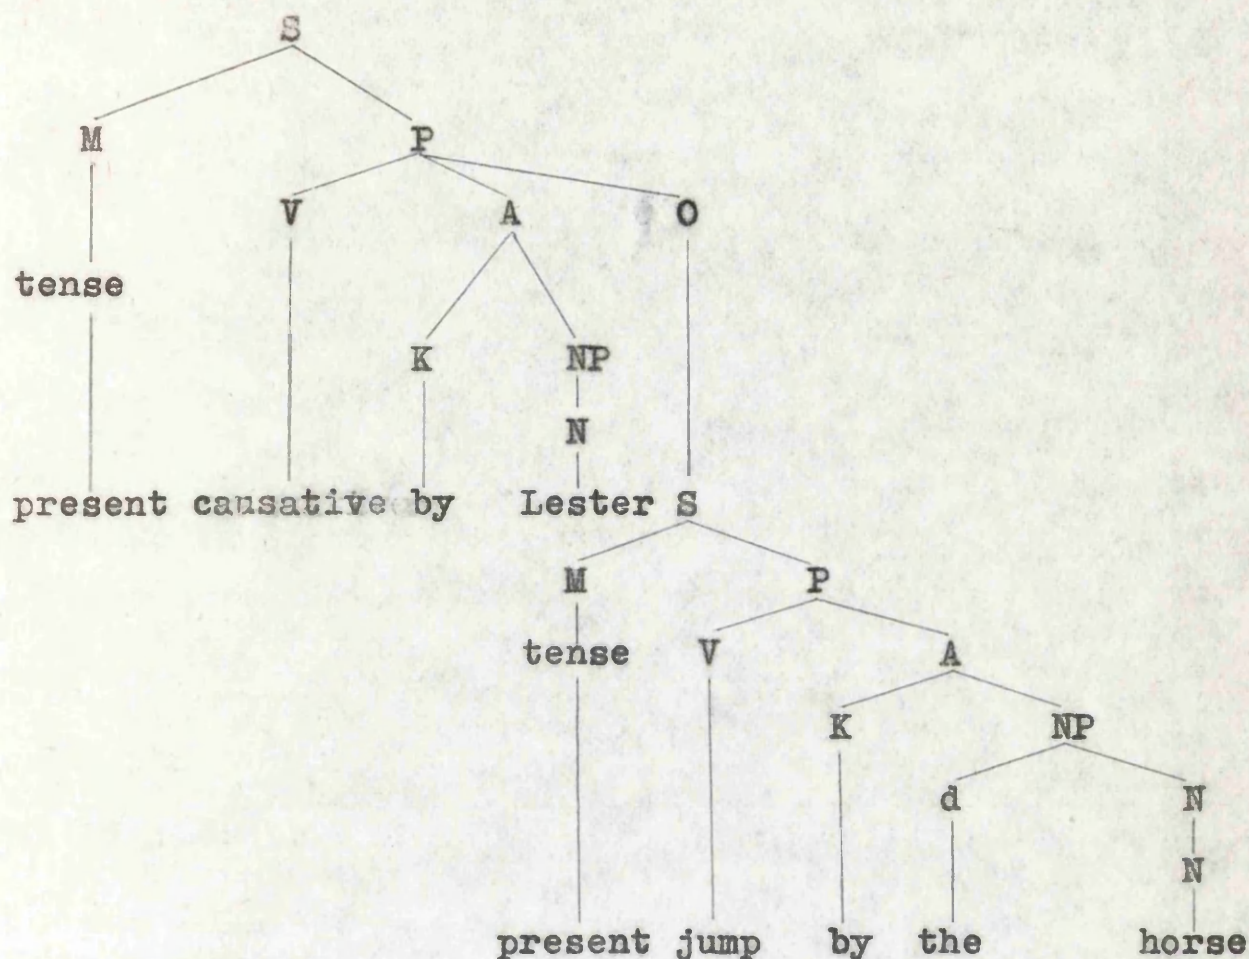 S
M P
V A O
tense
K NP
N
present causative by Lester S
M P
tense V A
K NP
d N
N
present jump by the horse